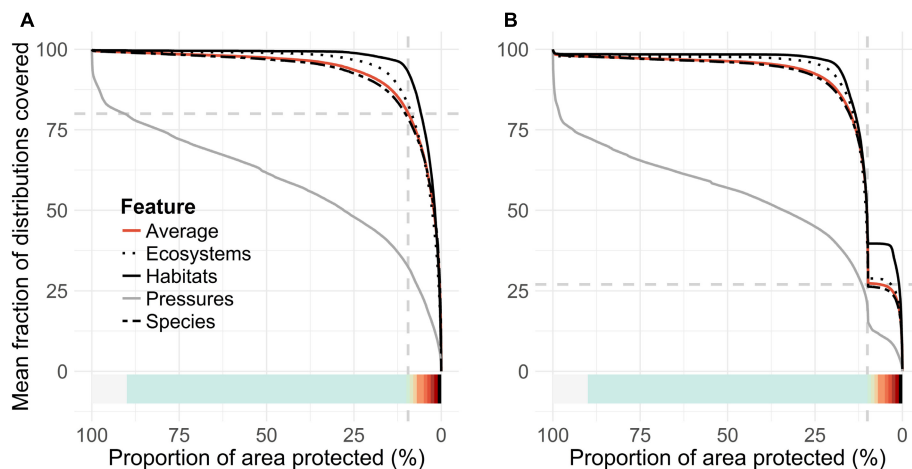 A
B
Mean fraction of distributions covered
100
75
50
25
0
Feature
Average
Ecosystems
Habitats
Pressures
Species
100 75 50 25 0
Proportion of area protected (%)
100
75
50
25
0
100 75 50 25 0
Proportion of area protected (%)